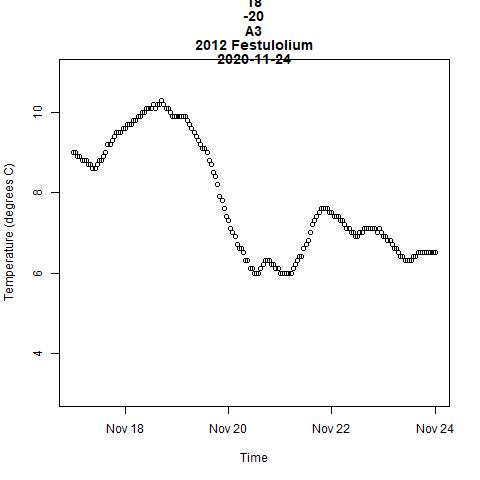 18
-20
A3
2012 Festulolium
2020-11-24
Temperature (degrees C)
10
8
6
4
Nov 18 Nov 20 Nov 22 Nov 24
Time